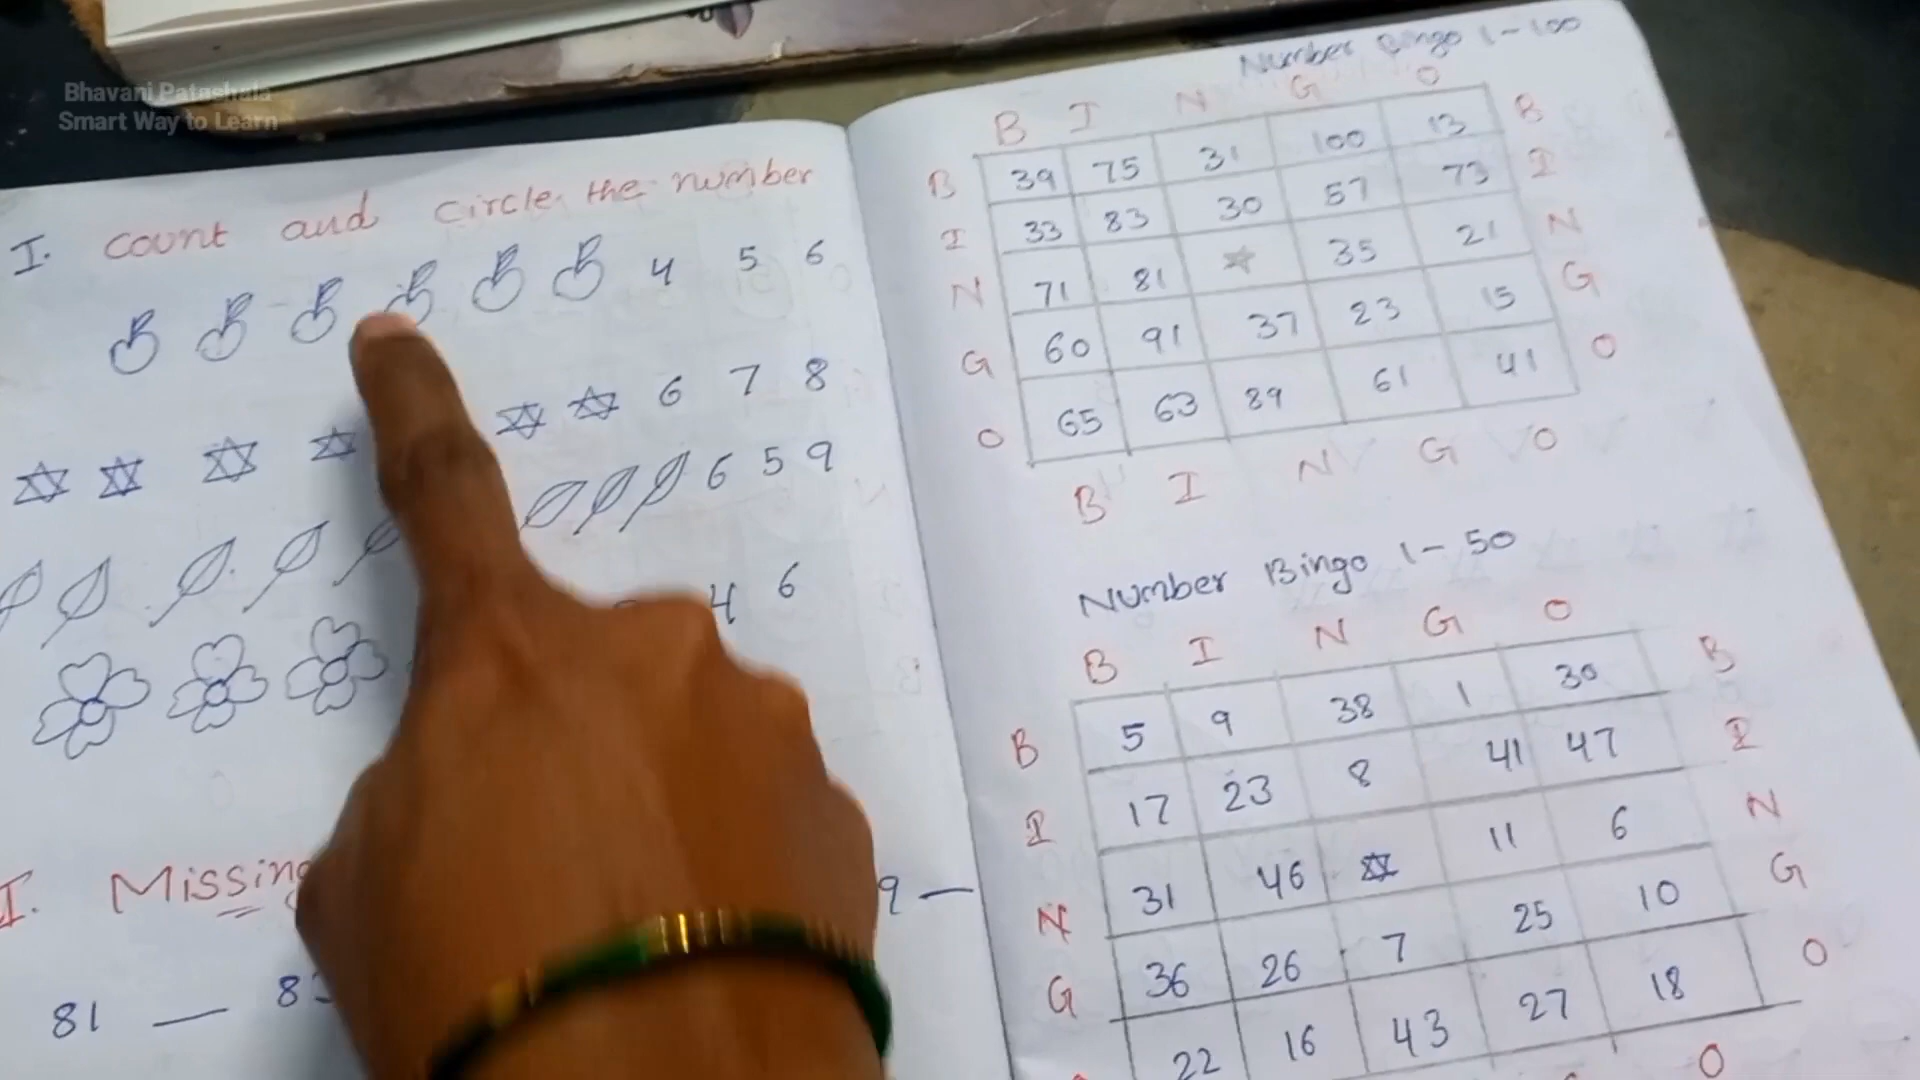 Bhavani Patashala
Smart Way to Learn
I. Count and circle the number
4 5 6
6 7 8
6 5 9
4 6
I. Missing
9 —
81 — 83
Number Bingo 1-100
B I N G O
B 39 75 31 100 13 B
I 33 83 30 57 73 I
N 71 81 35 21 N
G 60 91 37 23 15 G
O 65 63 89 61 41 O
B I N G O
Number Bingo 1-50
B I N G O
B 5 9 38 1 30 B
I 17 23 8 41 47 I
N 31 46 11 6 N
G 36 26 7 25 10 G
22 16 43 27 18 O
O